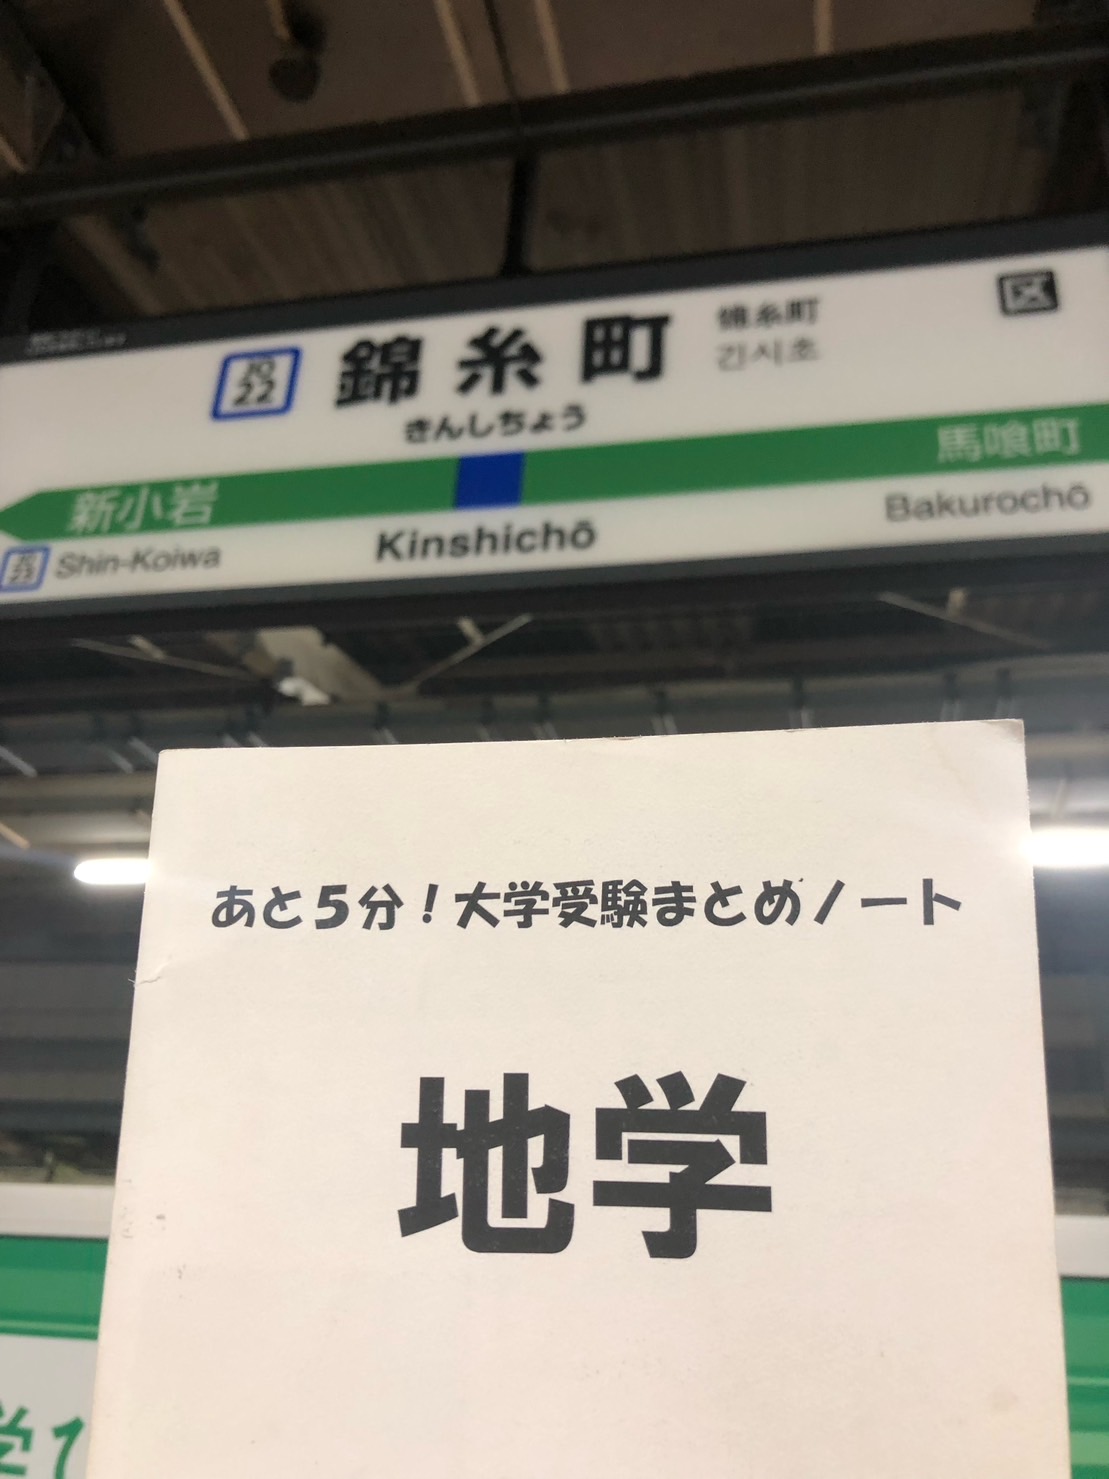 JO
22
錦糸町
錦糸町
긴시초
区
きんしちょう
新小岩
馬喰町
JO
23
Shin-Koiwa
Kinshichō
Bakurochō
あと5分！大学受験まとめノート
地学
学び